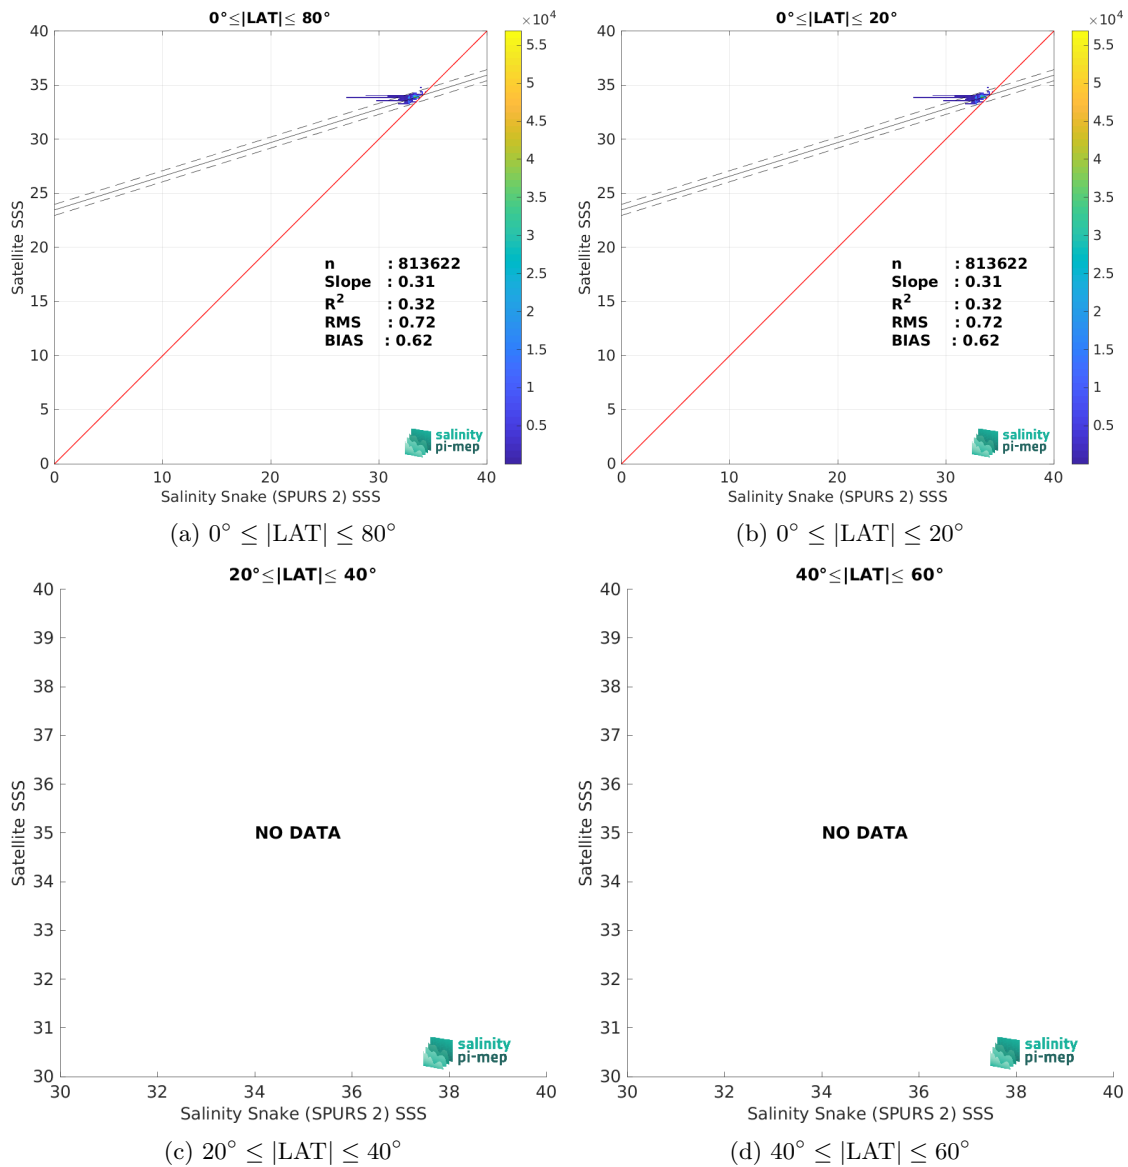 0°≤|LAT|≤ 80°
×10⁴
40
35
30
25
20
15
10
5
0
Satellite SSS
n : 813622
Slope : 0.31
R² : 0.32
RMS : 0.72
BIAS : 0.62
salinity
pi-mep
0 10 20 30 40
Salinity Snake (SPURS 2) SSS
5.5
5
4.5
4
3.5
3
2.5
2
1.5
1
0.5
(a) 0° ≤ |LAT| ≤ 80°
0°≤|LAT|≤ 20°
×10⁴
40
35
30
25
20
15
10
5
0
Satellite SSS
n : 813622
Slope : 0.31
R² : 0.32
RMS : 0.72
BIAS : 0.62
salinity
pi-mep
0 10 20 30 40
Salinity Snake (SPURS 2) SSS
5.5
5
4.5
4
3.5
3
2.5
2
1.5
1
0.5
(b) 0° ≤ |LAT| ≤ 20°
20°≤|LAT|≤ 40°
40
39
38
37
36
35
34
33
32
31
30
Satellite SSS
NO DATA
salinity
pi-mep
30 32 34 36 38 40
Salinity Snake (SPURS 2) SSS
(c) 20° ≤ |LAT| ≤ 40°
40°≤|LAT|≤ 60°
40
39
38
37
36
35
34
33
32
31
30
Satellite SSS
NO DATA
salinity
pi-mep
30 32 34 36 38 40
Salinity Snake (SPURS 2) SSS
(d) 40° ≤ |LAT| ≤ 60°